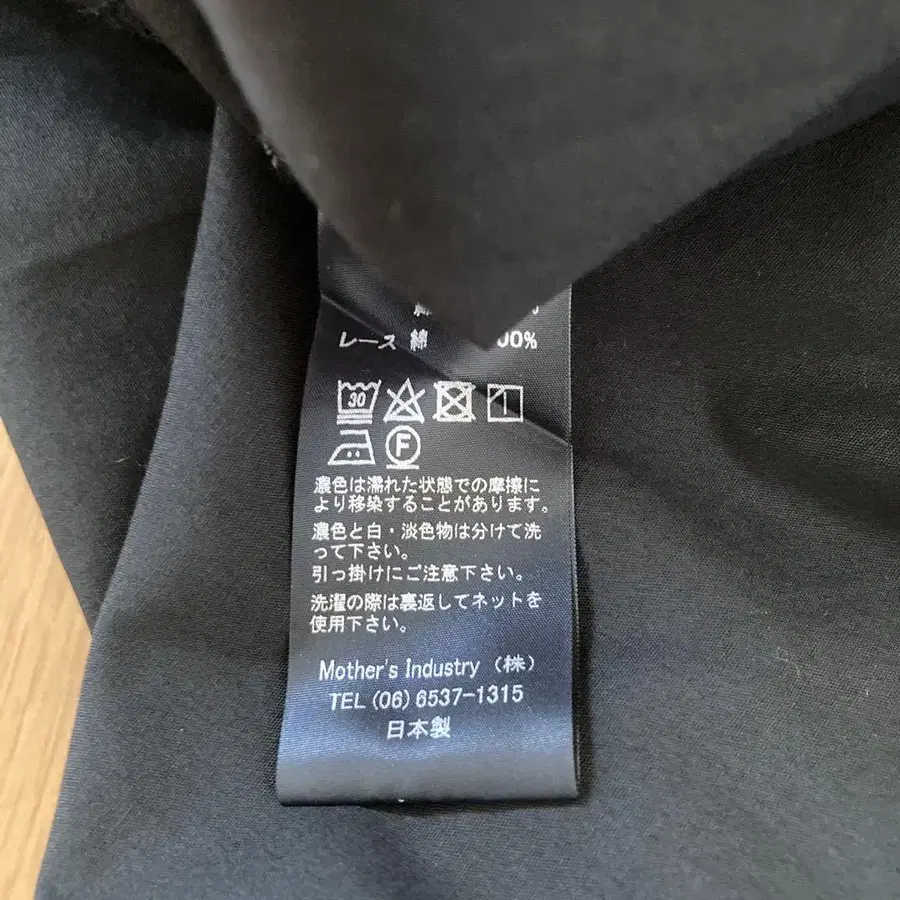 レース 綿 00%
30
F
濃色は濡れた状態での摩擦に
より移染することがあります。
濃色と白・淡色物は分けて洗
って下さい。
引っ掛けにご注意下さい。
洗濯の際は裏返してネットを
使用下さい。
Mother's Industry (株)
TEL (06) 6537-1315
日本製